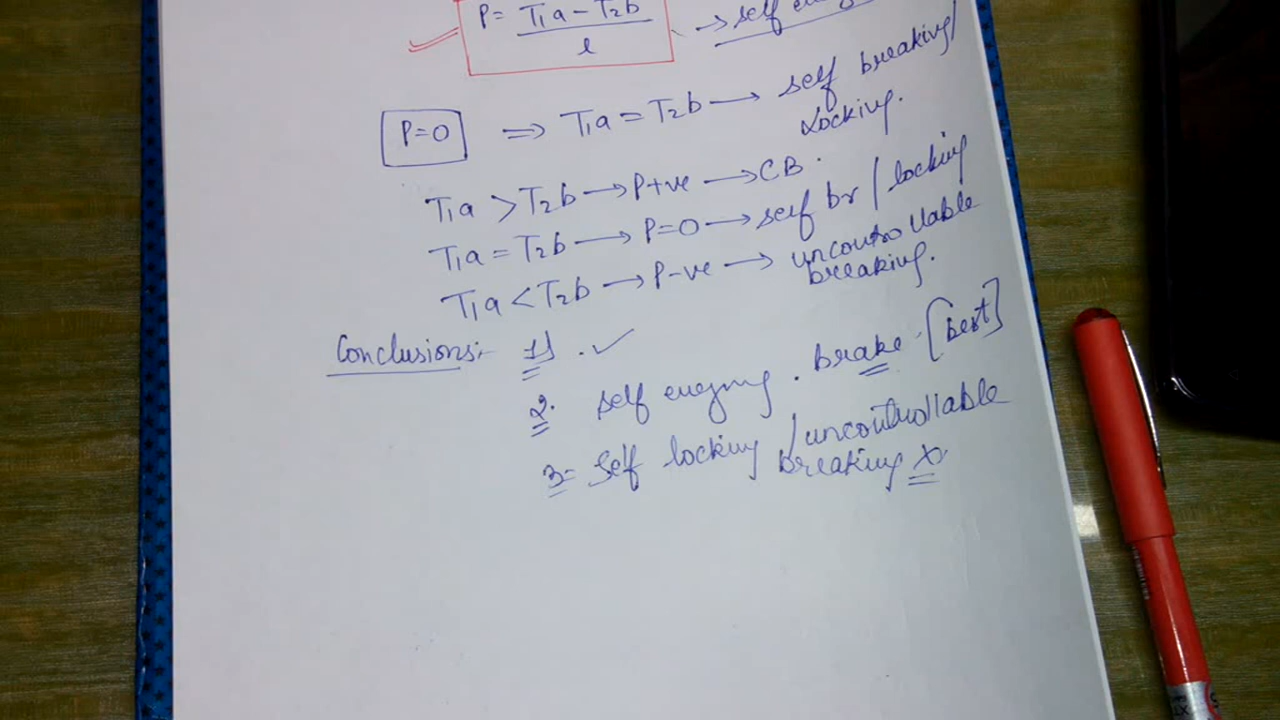 P = T₁a - T₂b / l → self
P=0 ⇒ T₁a = T₂b → self breaking/
Locking.
T₁a > T₂b → P+ve → CB.
T₁a = T₂b → P=0 → self br / locking
T₁a < T₂b → P-ve → uncontrollable
breaking.
Conclusions:- 1) . ✓
2. self . brake . [best]
3= Self locking / uncontrollable
breaking X.